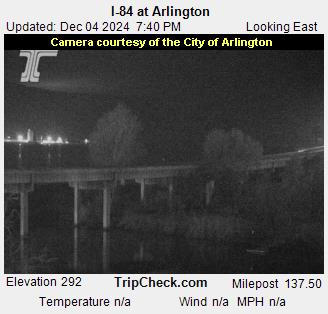 I-84 at Arlington
Updated: Dec 04 2024 7:40 PM Looking East
Camera courtesy of the City of Arlington
Elevation 292 TripCheck.com Milepost 137.50
Temperature n/a Wind n/a MPH n/a